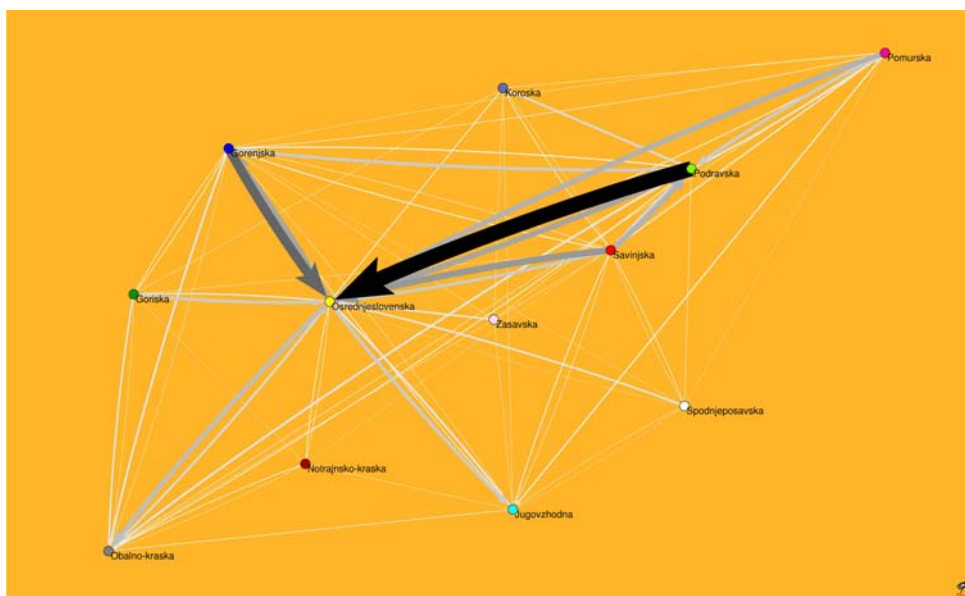 Pomurska
Koroska
Gorenjska
Podravska
Savinjska
Goriska
Osrednjeslovenska
Zasavska
Spodnjeposavska
Notrajnsko-kraska
Jugovzhodna
Obalno-kraska